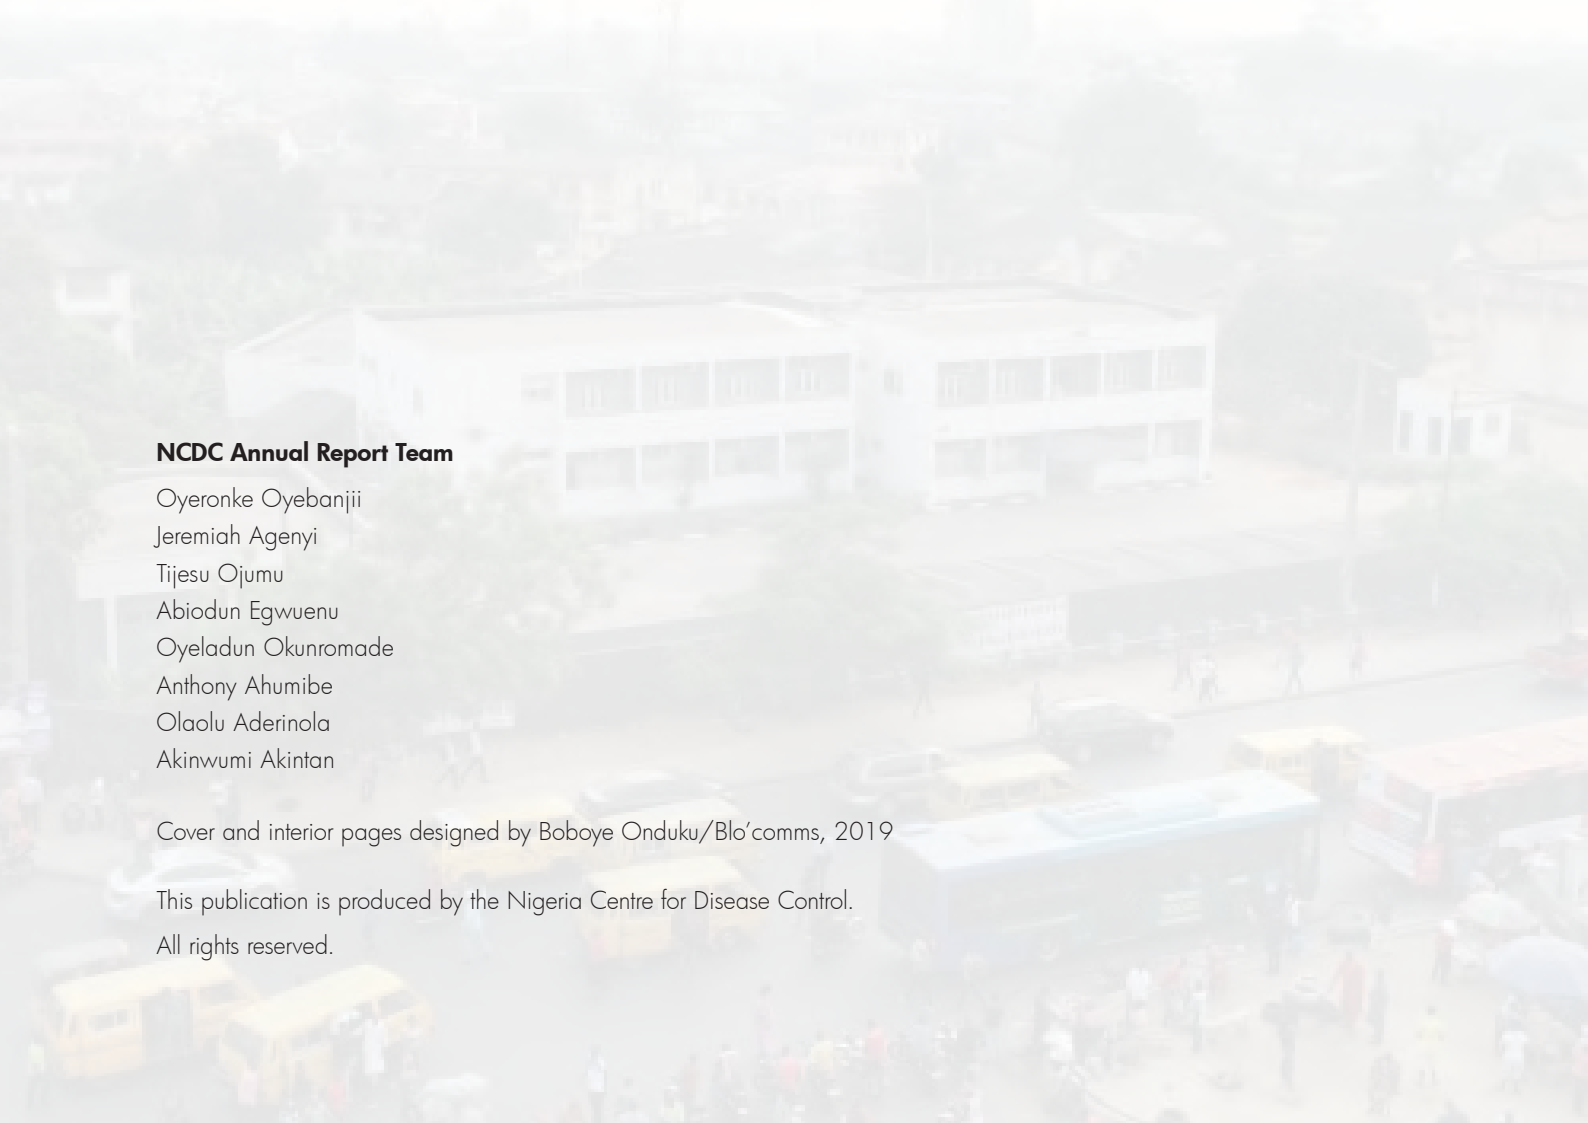 NCDC Annual Report Team
Oyeronke Oyebanjii
Jeremiah Agenyi
Tijesu Ojumu
Abiodun Egwuenu
Oyeladun Okunromade
Anthony Ahumibe
Olaolu Aderinola
Akinwumi Akintan
Cover and interior pages designed by Boboye Onduku/Blo’comms, 2019
This publication is produced by the Nigeria Centre for Disease Control.
All rights reserved.